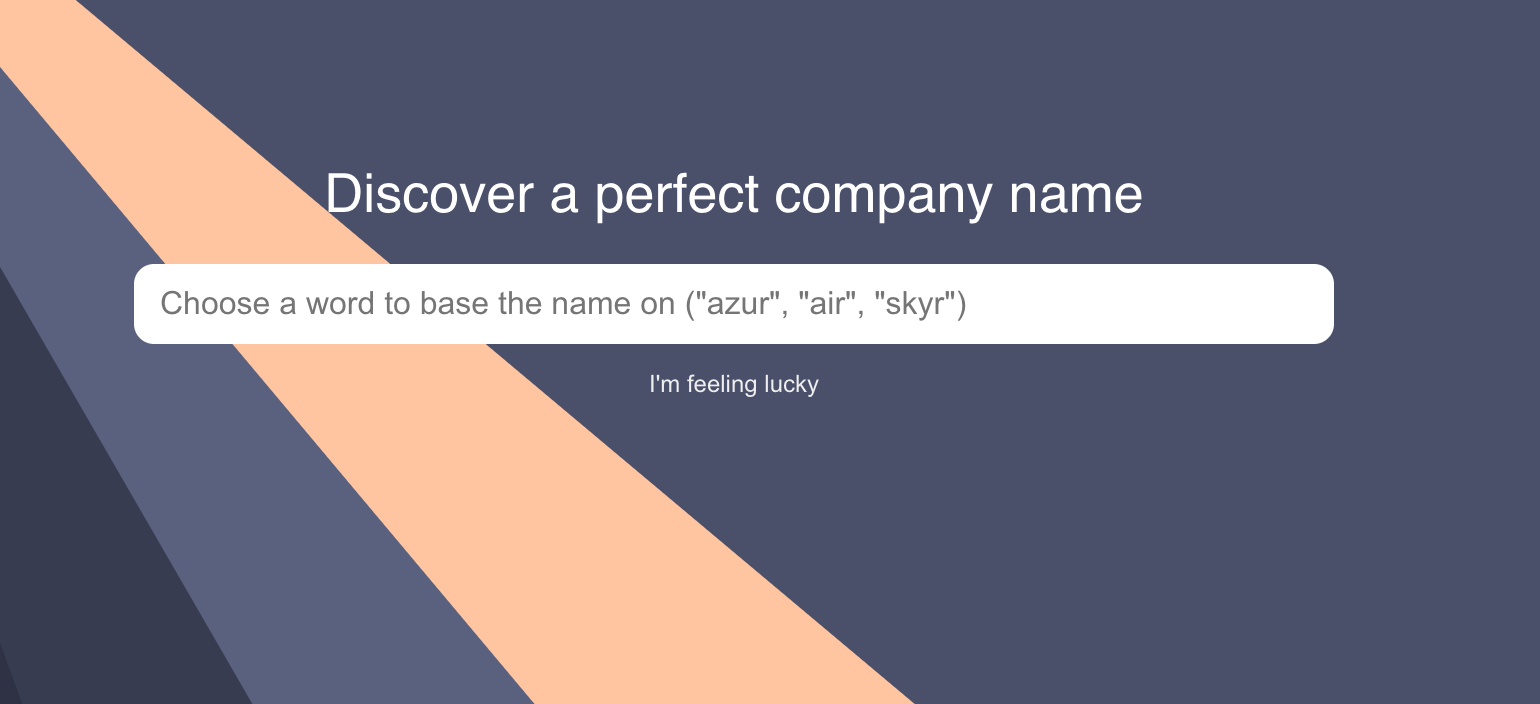 Discover a perfect company name
Choose a word to base the name on ("azur", "air", "skyr")
I'm feeling lucky